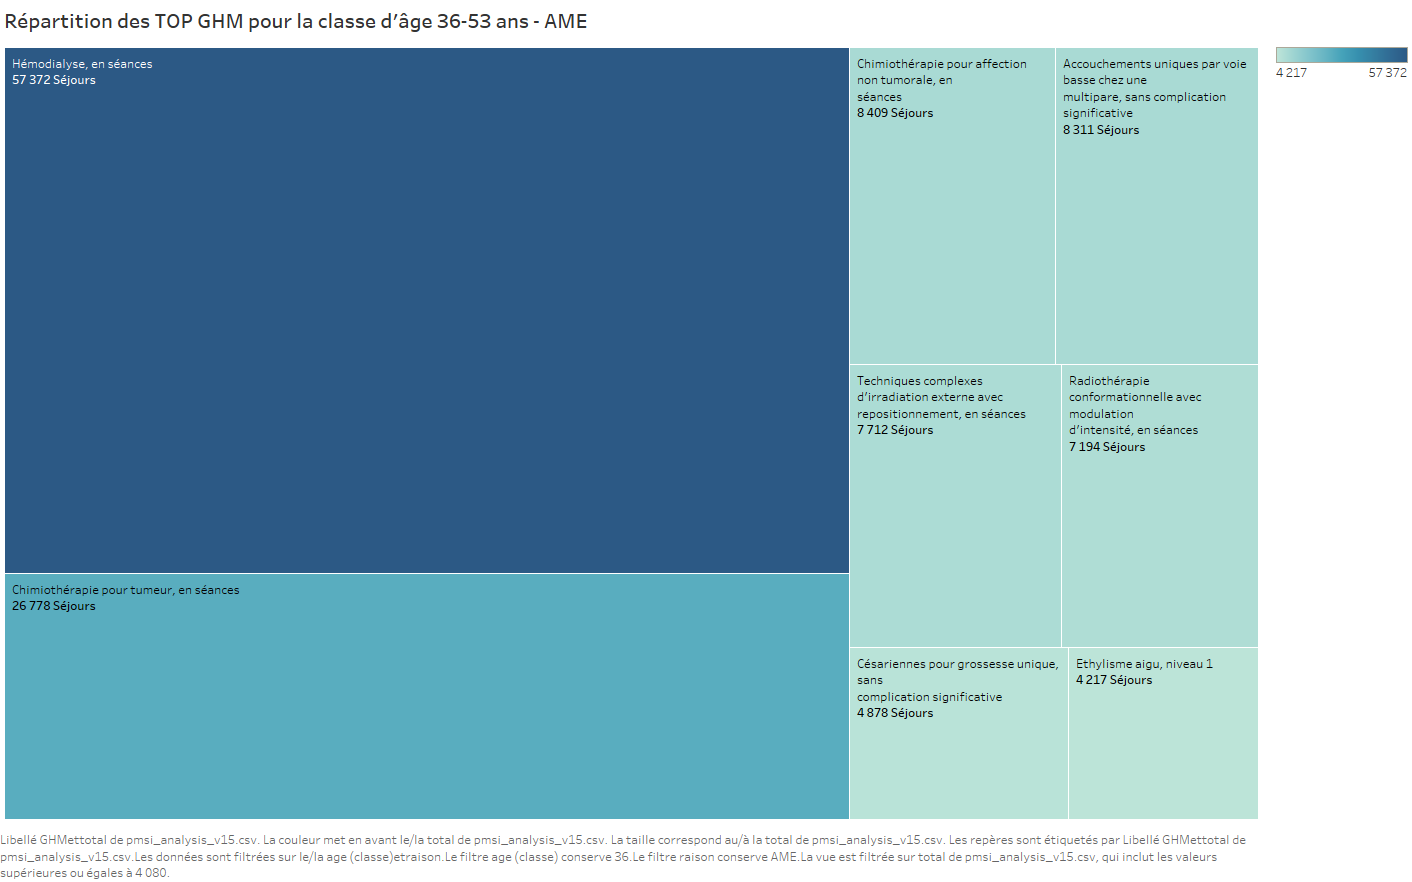 Répartition des TOP GHM pour la classe d’âge 36-53 ans - AME
Hémodialyse, en séances
57 372 Séjours
Chimiothérapie pour tumeur, en séances
26 778 Séjours
Chimiothérapie pour affection
non tumorale, en
séances
8 409 Séjours
Accouchements uniques par voie
basse chez une
multipare, sans complication
significative
8 311 Séjours
Techniques complexes
d’irradiation externe avec
repositionnement, en séances
7 712 Séjours
Radiothérapie
conformationnelle avec
modulation
d’intensité, en séances
7 194 Séjours
Césariennes pour grossesse unique,
sans
complication significative
4 878 Séjours
Ethylisme aigu, niveau 1
4 217 Séjours
4 217 57 372
Libellé GHMettotal de pmsi_analysis_v15.csv. La couleur met en avant le/la total de pmsi_analysis_v15.csv. La taille correspond au/à la total de pmsi_analysis_v15.csv. Les repères sont étiquetés par Libellé GHMettotal de
pmsi_analysis_v15.csv.Les données sont filtrées sur le/la age (classe)etraison.Le filtre age (classe) conserve 36.Le filtre raison conserve AME.La vue est filtrée sur total de pmsi_analysis_v15.csv, qui inclut les valeurs
supérieures ou égales à 4 080.